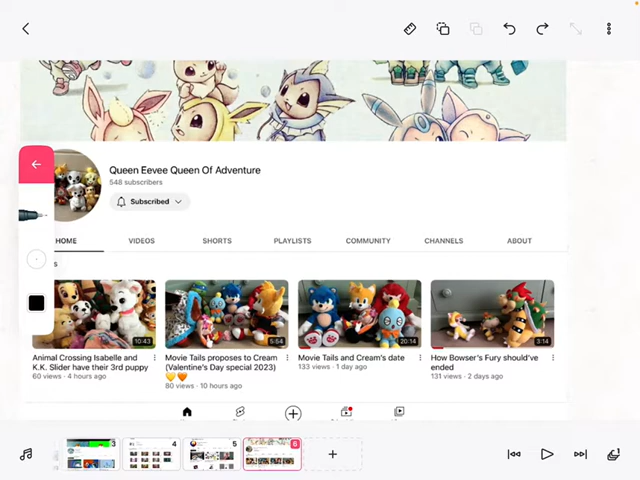 Queen Eevee Queen Of Adventure
548 subscribers
Subscribed
HOME
VIDEOS
SHORTS
PLAYLISTS
COMMUNITY
CHANNELS
ABOUT
s
10:43
5:54
20:14
3:14
Animal Crossing Isabelle and
K.K. Slider have their 3rd puppy
60 views · 4 hours ago
Movie Tails proposes to Cream
(Valentine's Day special 2023)
💛🧡
80 views · 10 hours ago
Movie Tails and Cream's date
133 views · 1 day ago
How Bowser's Fury should've
ended
131 views · 2 days ago
3
4
5
6